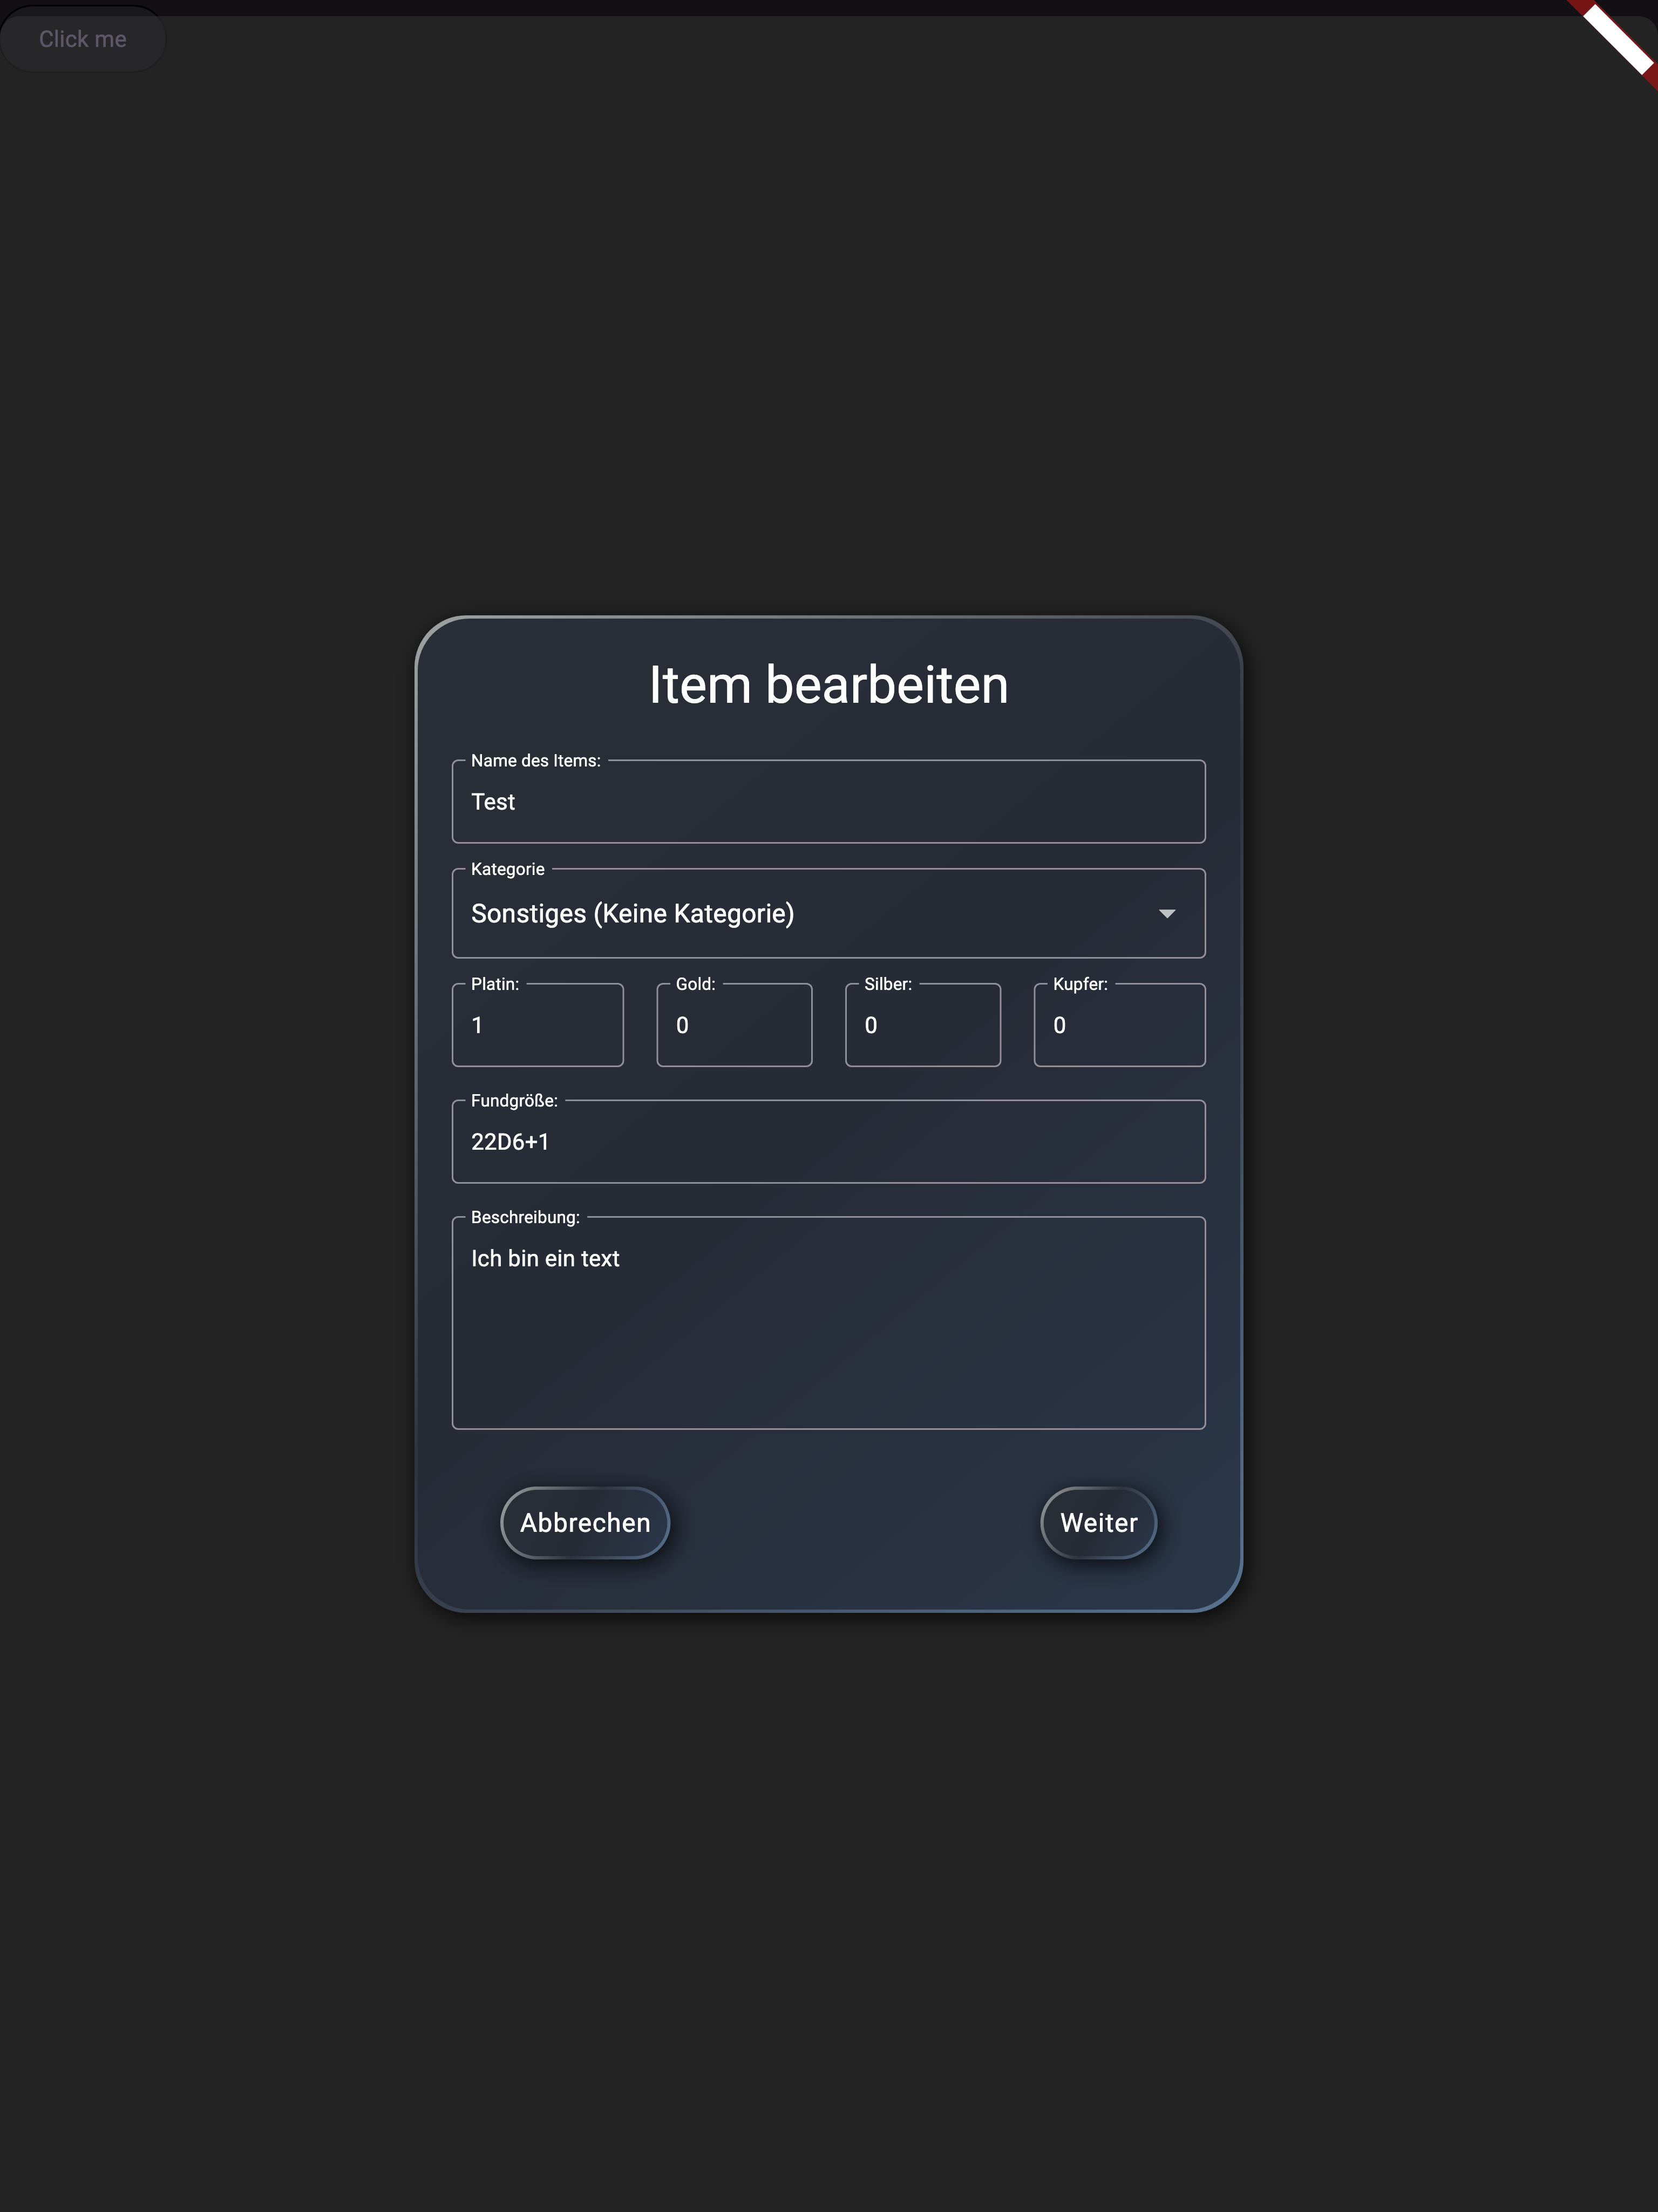 Click me
Item bearbeiten
Name des Items:
Test
Kategorie
Sonstiges (Keine Kategorie)
Platin: Gold: Silber: Kupfer:
1 0 0 0
Fundgröße:
22D6+1
Beschreibung:
Ich bin ein text
Abbrechen Weiter